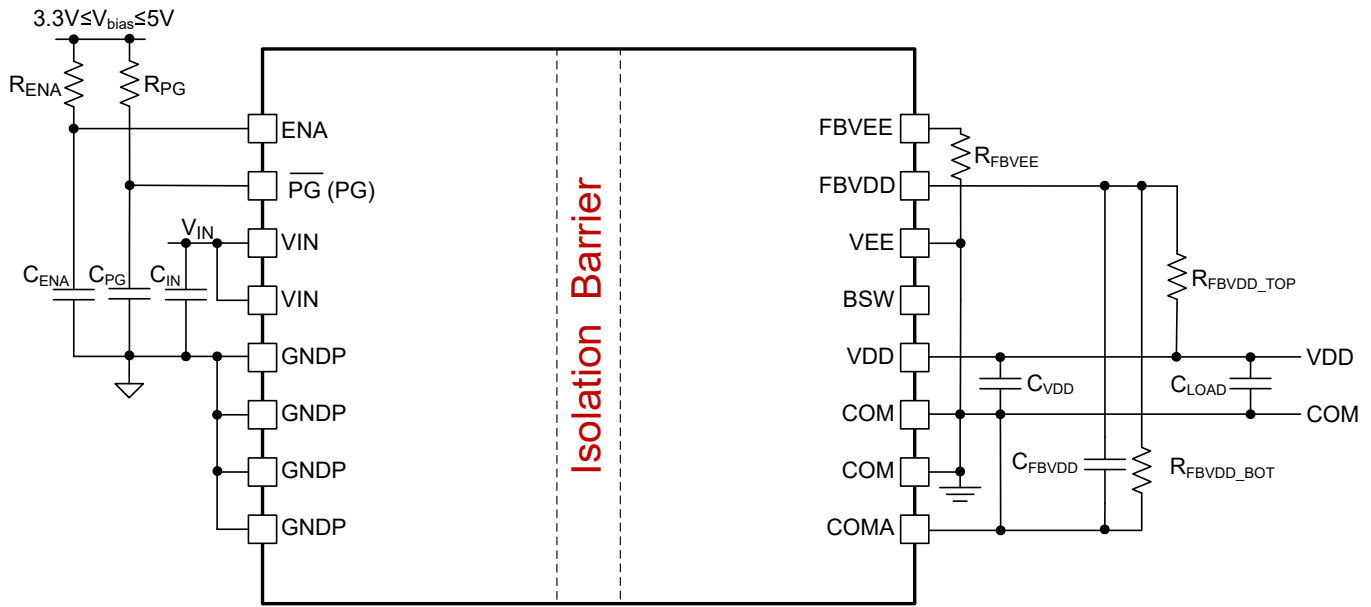 3.3V≤Vbias≤5V
RENA
RPG
ENA
PG (PG)
VIN
VIN
VIN
CENA
CPG
CIN
GNDP
GNDP
GNDP
GNDP
Isolation Barrier
FBVEE
RFBVEE
FBVDD
VEE
BSW
RFBVDD_TOP
VDD
VDD
CVDD
CLOAD
COM
COM
COM
CFBVDD
RFBVDD_BOT
COMA